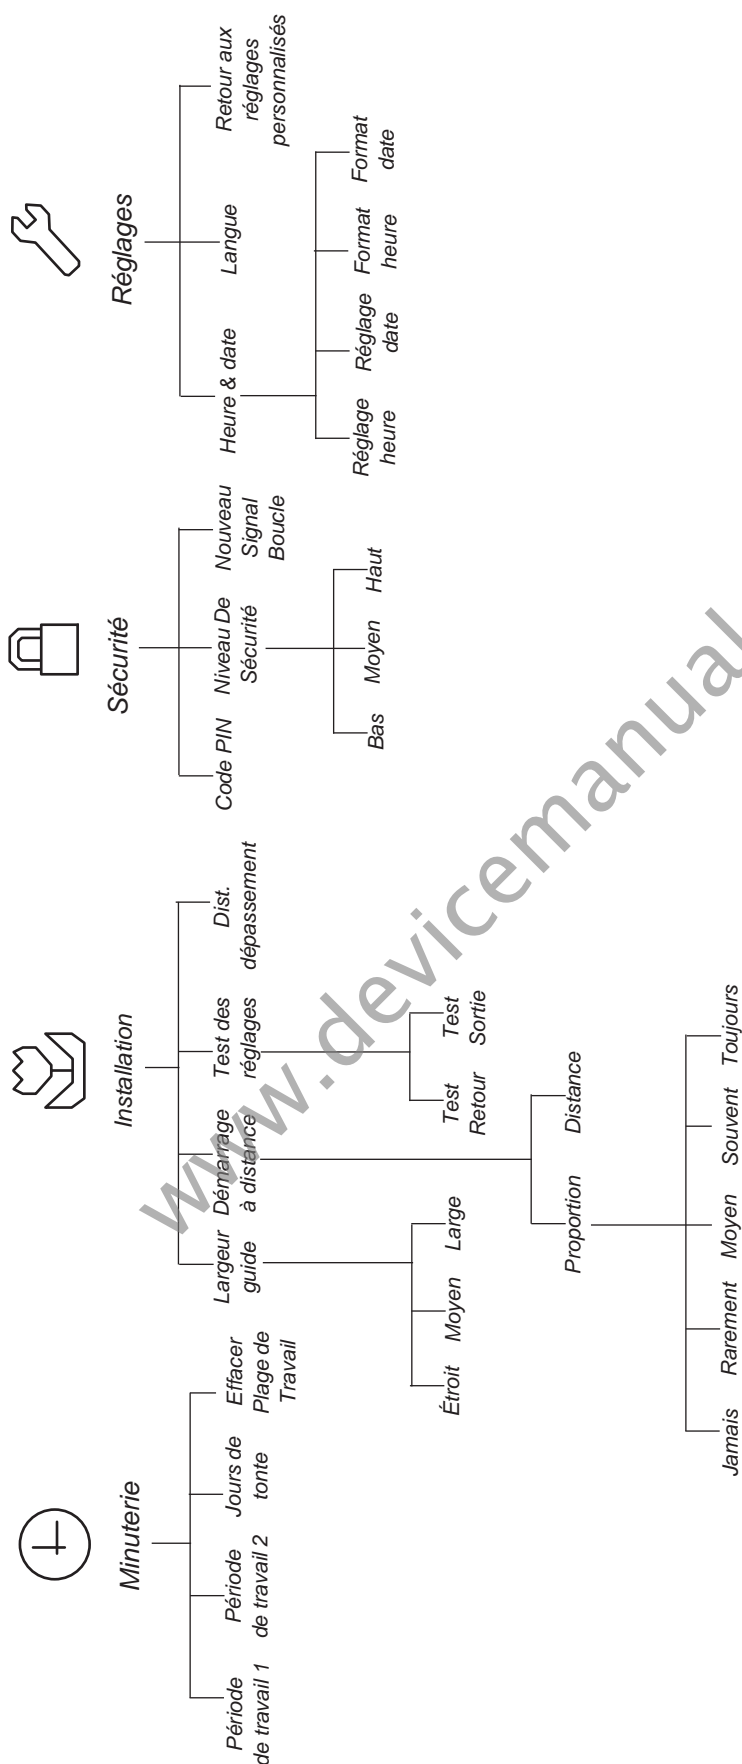 Minuterie
Période
de travail 1
Période
de travail 2
Jours de
tonte
Effacer
Plage de
Travail
Installation
Largeur
guide
Étroit
Moyen
Large
Démarrage
à distance
Proportion
Jamais
Rarement
Moyen
Souvent
Toujours
Distance
Test des
réglages
Test
Retour
Test
Sortie
Dist.
dépassement
Sécurité
Code PIN
Niveau De
Sécurité
Bas
Moyen
Haut
Nouveau
Signal
Boucle
Réglages
Heure & date
Réglage
heure
Réglage
date
Format
heure
Format
date
Langue
Retour aux
réglages
personnalisés
www.devicemanual